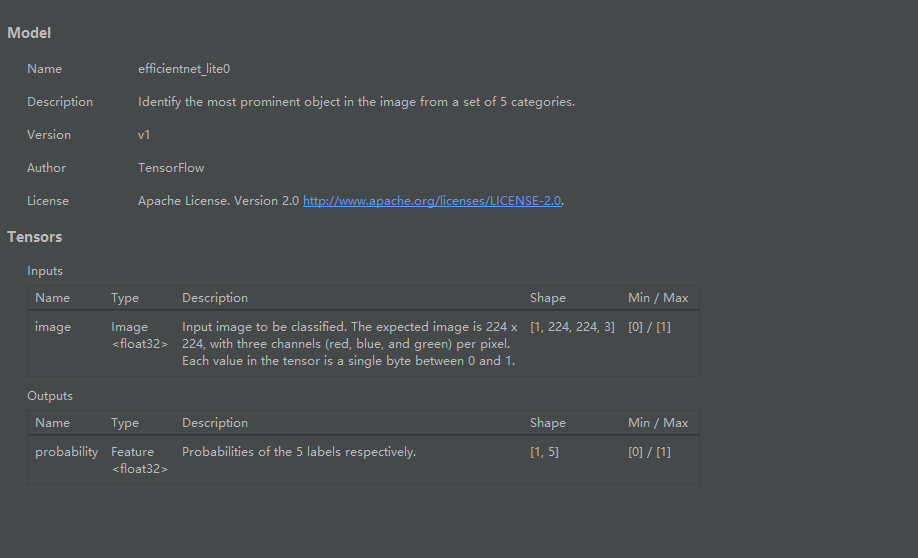 Model
Name efficientnet_lite0
Description Identify the most prominent object in the image from a set of 5 categories.
Version v1
Author TensorFlow
License Apache License. Version 2.0 http://www.apache.org/licenses/LICENSE-2.0.
Tensors
Inputs
Name Type Description Shape Min / Max
image Image Input image to be classified. The expected image is 224 x [1, 224, 224, 3] [0] / [1]
<float32> 224, with three channels (red, blue, and green) per pixel.
Each value in the tensor is a single byte between 0 and 1.
Outputs
Name Type Description Shape Min / Max
probability Feature Probabilities of the 5 labels respectively. [1, 5] [0] / [1]
<float32>